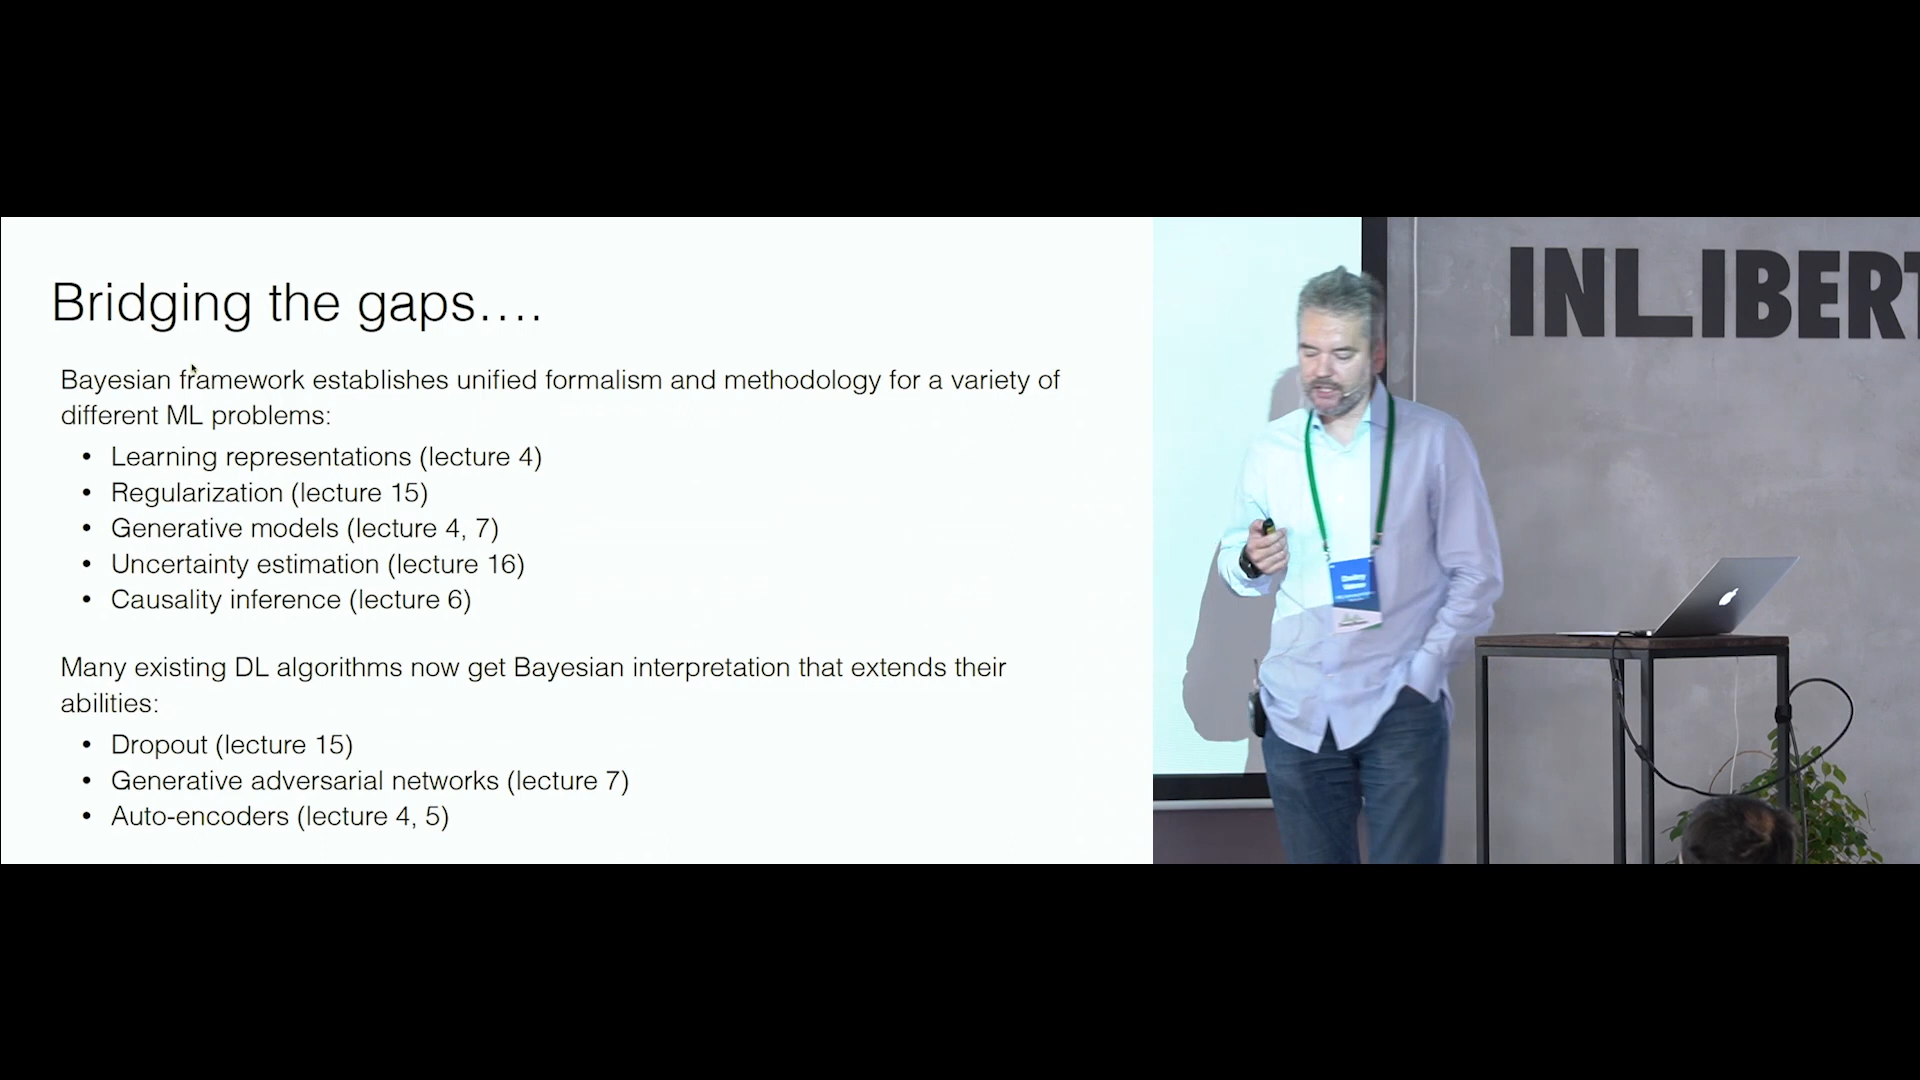 Bridging the gaps....
Bayesian framework establishes unified formalism and methodology for a variety of
different ML problems:
• Learning representations (lecture 4)
• Regularization (lecture 15)
• Generative models (lecture 4, 7)
• Uncertainty estimation (lecture 16)
• Causality inference (lecture 6)
Many existing DL algorithms now get Bayesian interpretation that extends their
abilities:
• Dropout (lecture 15)
• Generative adversarial networks (lecture 7)
• Auto-encoders (lecture 4, 5)
INLIBERT